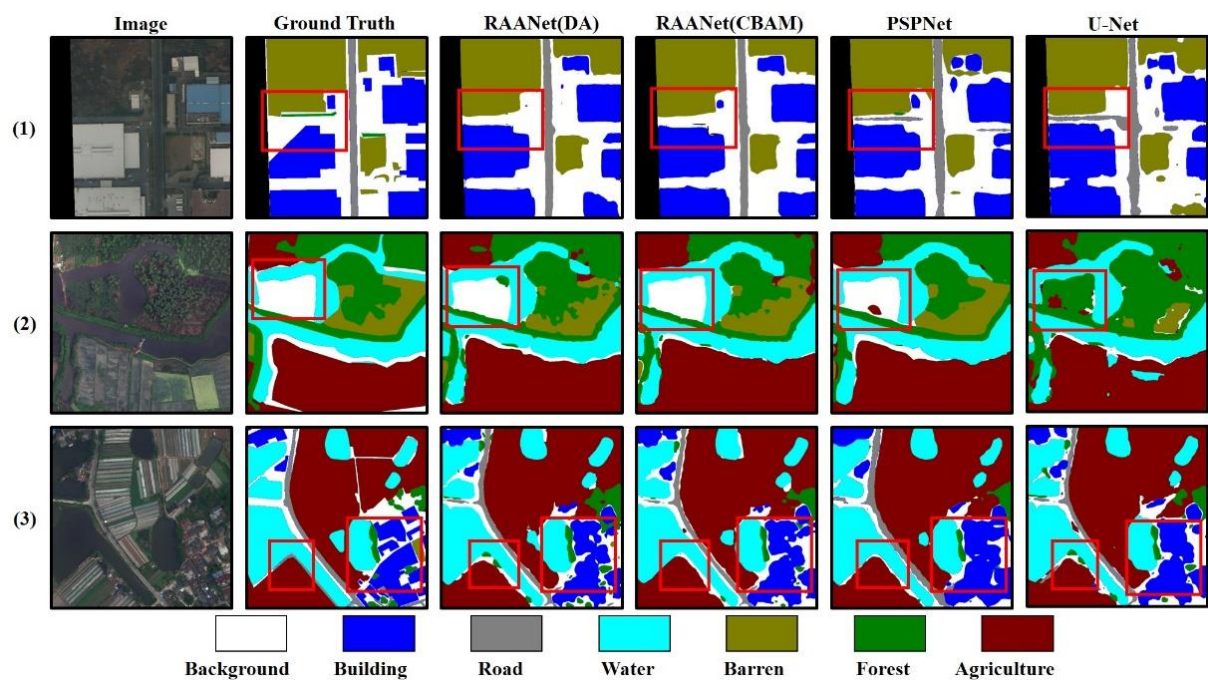 Image Ground Truth RAANet(DA) RAANet(CBAM) PSPNet U-Net
(1)
(2)
(3)
Background Building Road Water Barren Forest Agriculture